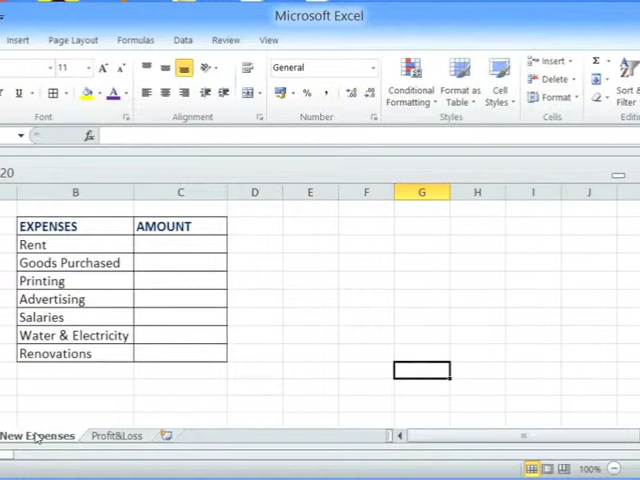 Microsoft Excel
Insert Page Layout Formulas Data Review View
11 General Conditional Formatting Format as Table Cell Styles Insert Delete Format Sort &
U A % Σ
Font Alignment Number Styles Cells
fx
20
B C D E F G H I J
EXPENSES AMOUNT
Rent
Goods Purchased
Printing
Advertising
Salaries
Water & Electricity
Renovations
New Expenses Profit&Loss
100%